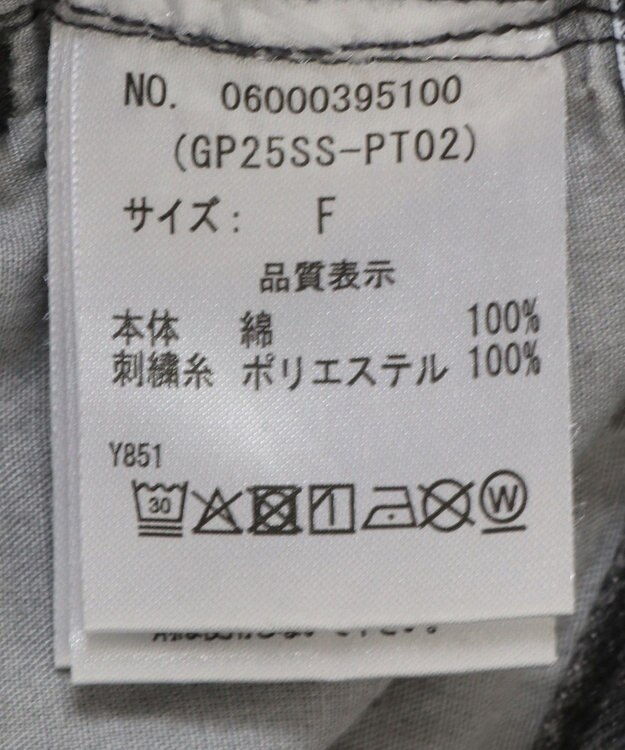 NO. 06000395100
(GP25SS-PT02)
サイズ: F
品質表示
本体 綿 100%
刺繍糸 ポリエステル 100%
Y851
30 W